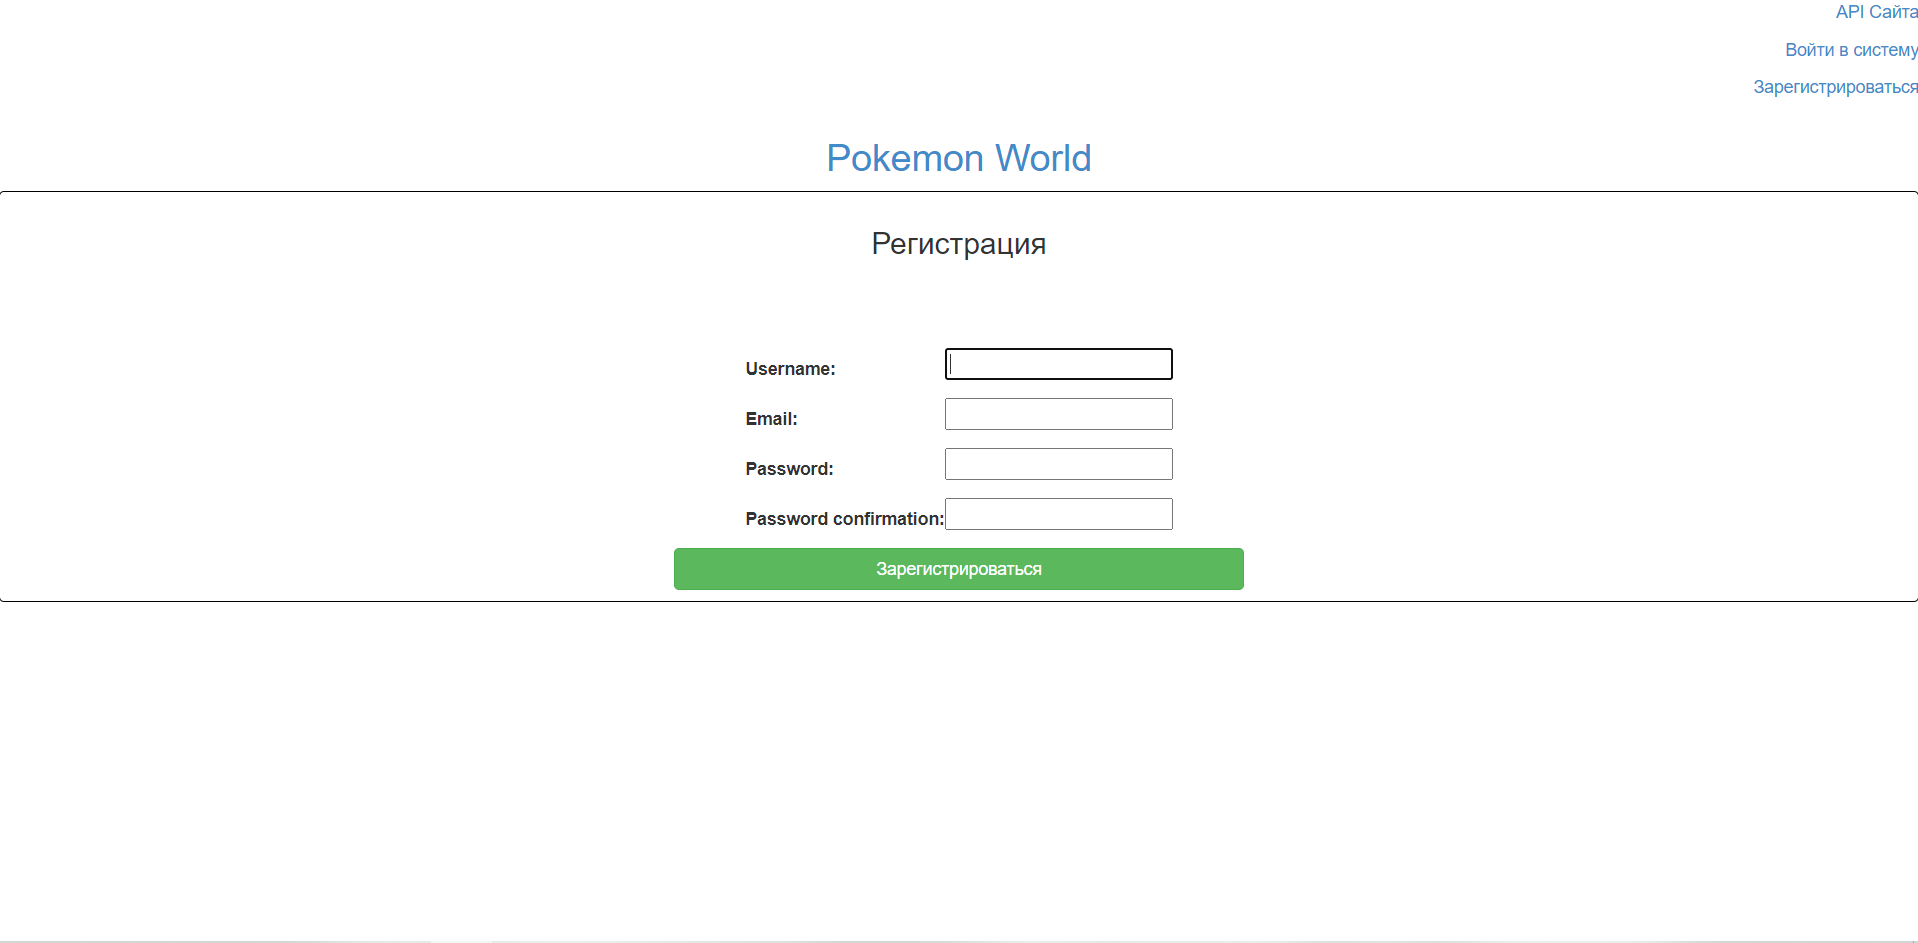 API Сайта
Войти в систему
Зарегистрироваться
Pokemon World
Регистрация
Username:
Email:
Password:
Password confirmation:
Зарегистрироваться